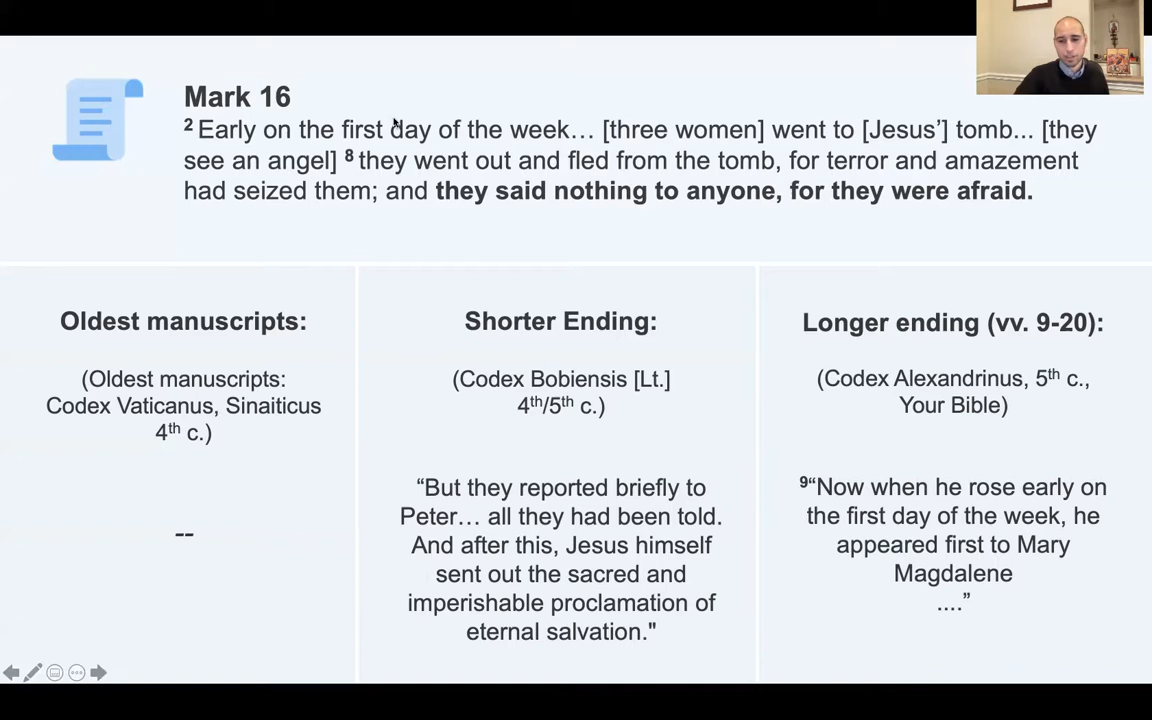 Mark 16
2 Early on the first day of the week… [three women] went to [Jesus’] tomb... [they
see an angel] 8 they went out and fled from the tomb, for terror and amazement
had seized them; and they said nothing to anyone, for they were afraid.
Oldest manuscripts:
(Oldest manuscripts:
Codex Vaticanus, Sinaiticus
4th c.)
--
Shorter Ending:
(Codex Bobiensis [Lt.]
4th/5th c.)
“But they reported briefly to
Peter… all they had been told.
And after this, Jesus himself
sent out the sacred and
imperishable proclamation of
eternal salvation."
Longer ending (vv. 9-20):
(Codex Alexandrinus, 5th c.,
Your Bible)
9“Now when he rose early on
the first day of the week, he
appeared first to Mary
Magdalene
....”